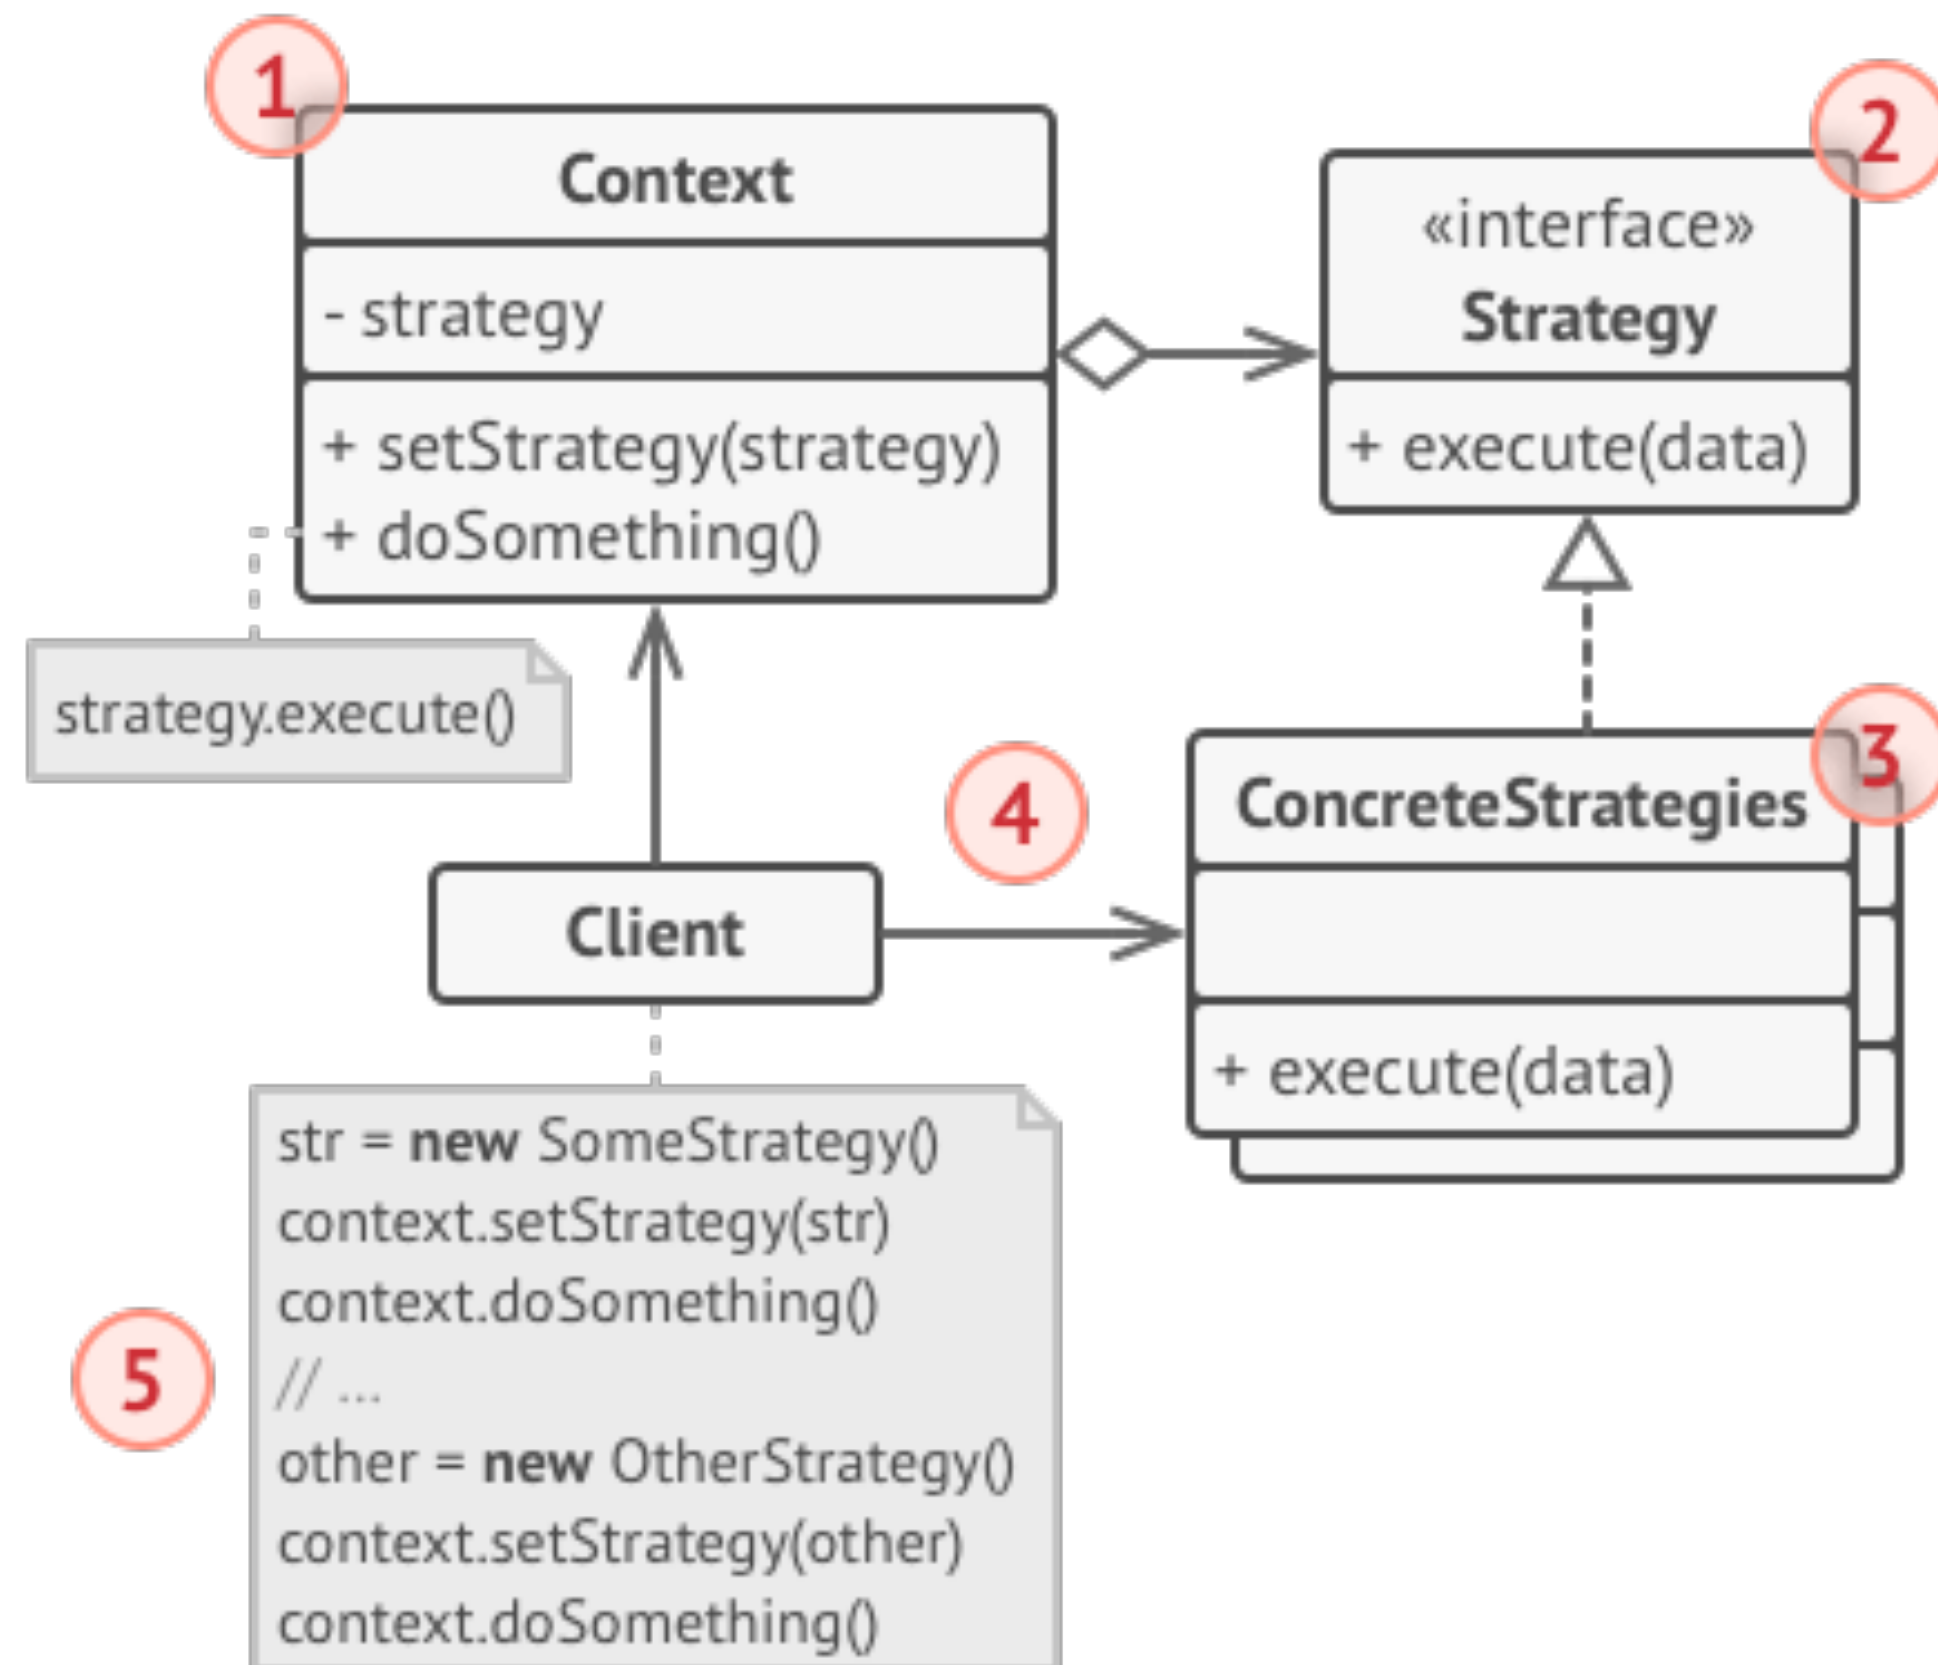 1
Context
- strategy
+ setStrategy(strategy)
+ doSomething()
2
«interface»
Strategy
+ execute(data)
strategy.execute()
3
ConcreteStrategies
+ execute(data)
4
Client
5
str = new SomeStrategy()
context.setStrategy(str)
context.doSomething()
// ...
other = new OtherStrategy()
context.setStrategy(other)
context.doSomething()